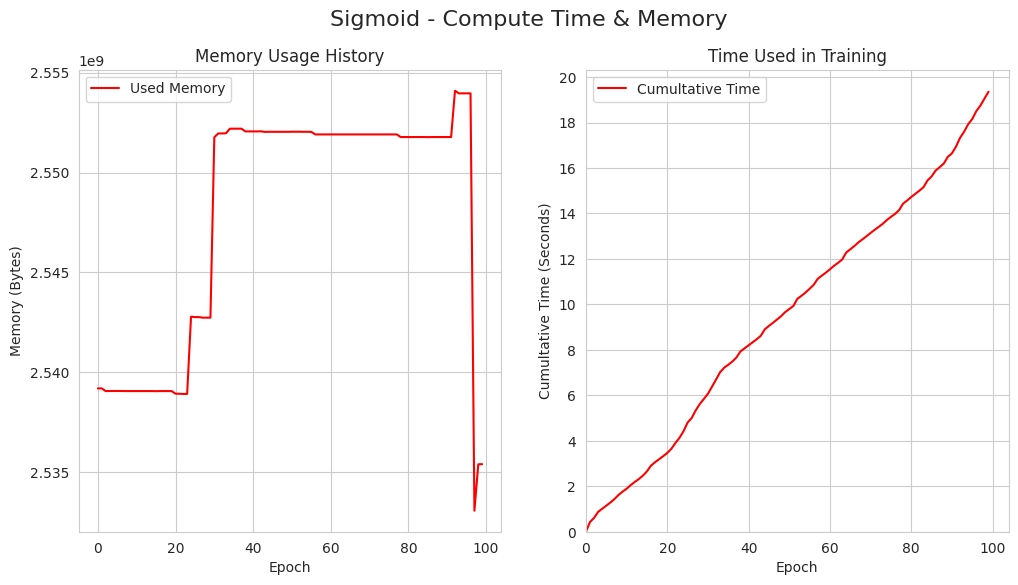 Sigmoid - Compute Time & Memory
Memory Usage History
1e9
Used Memory
2.555
2.550
2.545
2.540
2.535
Memory (Bytes)
0 20 40 60 80 100
Epoch
Time Used in Training
Cumultative Time
20
18
16
14
12
10
8
6
4
2
0
Cumultative Time (Seconds)
0 20 40 60 80 100
Epoch